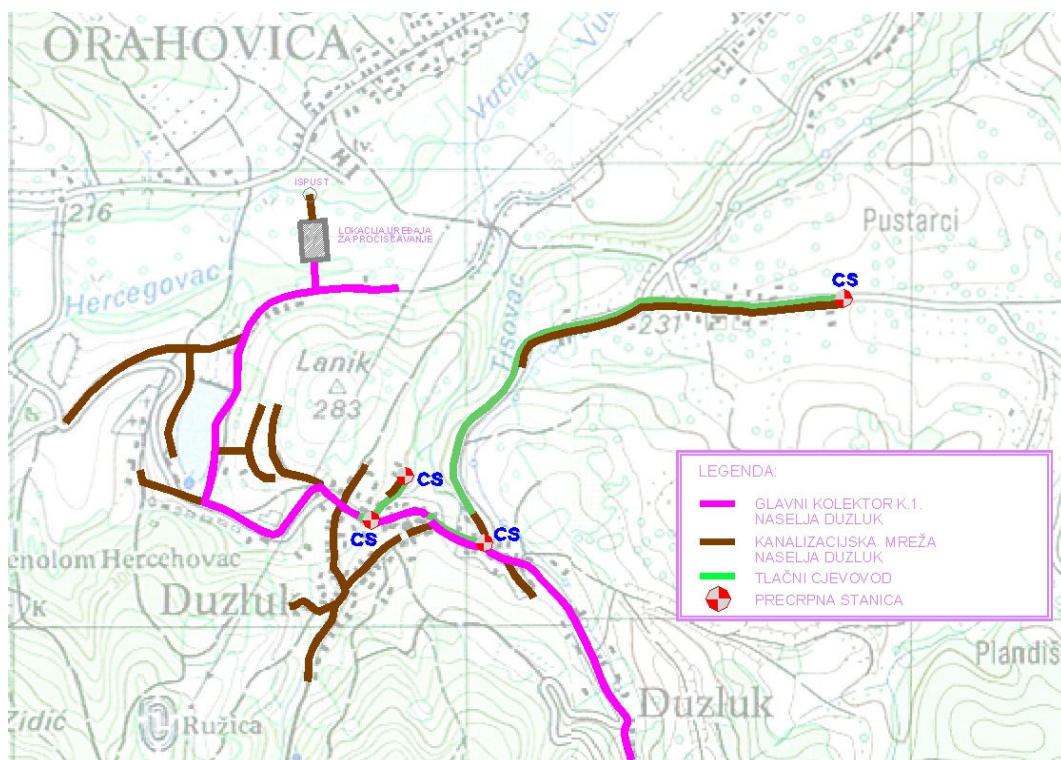 ORAHOVICA
Vučica
iv.
ISPUST
216
LOKACIJA UREĐAJA
ZA PROČIŠĆAVANJE
Pustarci
Hercegovac
CS
231
Tisovac
Lanik
283
CS
LEGENDA:
GLAVNI KOLEKTOR K.1.
NASELJA DUZLUK
KANALIZACIJSKA MREŽA
NASELJA DUZLUK
TLAČNI CJEVOVOD
PRECRPNA STANICA
CS
CS
enolom Hercehovac
Duzluk
K
Plandiš
Duzluk
Zidić
Ružica